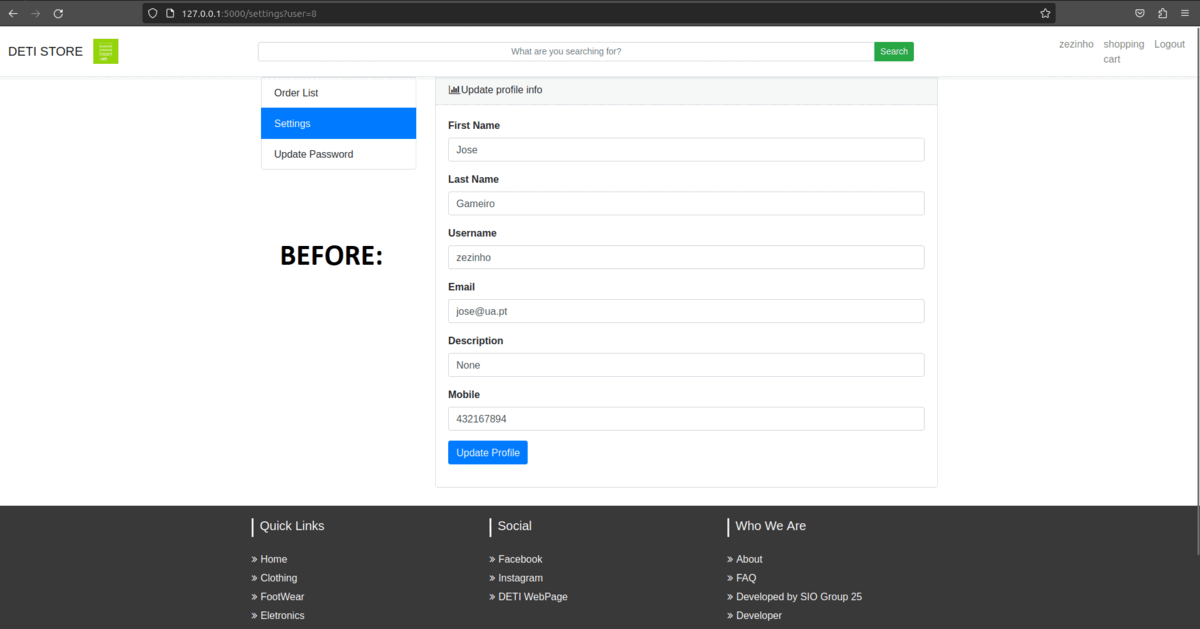 127.0.0.1:5000/settings?user=8
DETI STORE
What are you searching for?
Search
zezinho
shopping cart
Logout
Order List
Settings
Update Password
BEFORE:
Update profile info
First Name
Jose
Last Name
Gameiro
Username
zezinho
Email
jose@ua.pt
Description
None
Mobile
432167894
Update Profile
Quick Links
» Home
» Clothing
» FootWear
» Eletronics
Social
» Facebook
» Instagram
» DETI WebPage
Who We Are
» About
» FAQ
» Developed by SIO Group 25
» Developer